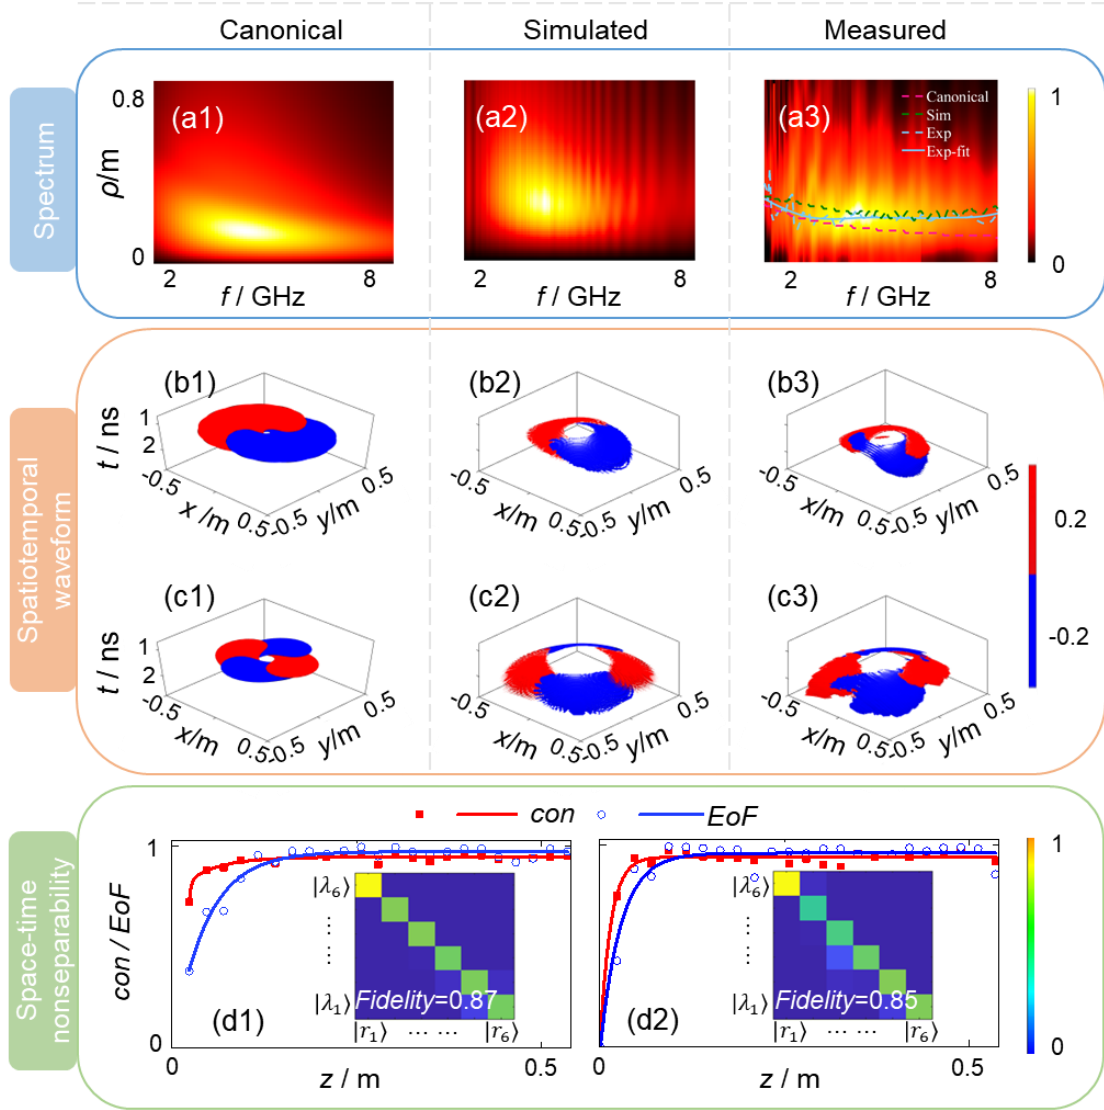 Canonical Simulated Measured
Spectrum
ρ/m
0.8
0
(a1)
2 8
f / GHz
(a2)
2 8
f / GHz
(a3)
Canonical
Sim
Exp
Exp-fit
2 8
f / GHz
1
0
Spatiotemporal
waveform
t / ns
1
2
(b1)
-0.5
x /m
0.5
-0.5
y/m
0.5
(b2)
-0.5
x/m
0.5
-0.5
y/m
0.5
(b3)
-0.5
x/m
0.5
-0.5
y/m
0.5
0.2
-0.2
t / ns
1
2
(c1)
-0.5
x/m
0.5
-0.5
y/m
0.5
(c2)
-0.5
x/m
0.5
-0.5
y/m
0.5
(c3)
-0.5
x/m
0.5
-0.5
y/m
0.5
Space-time
nonseparability
con EoF
con / EoF
1
0
|λ₆⟩
⋮
⋮
|λ₁⟩
Fidelity=0.87
|r₁⟩ ⋯ ⋯ |r₆⟩
(d1)
0 0.5
z / m
|λ₆⟩
⋮
⋮
|λ₁⟩
Fidelity=0.85
|r₁⟩ ⋯ ⋯ |r₆⟩
(d2)
0 0.5
z / m
1
0